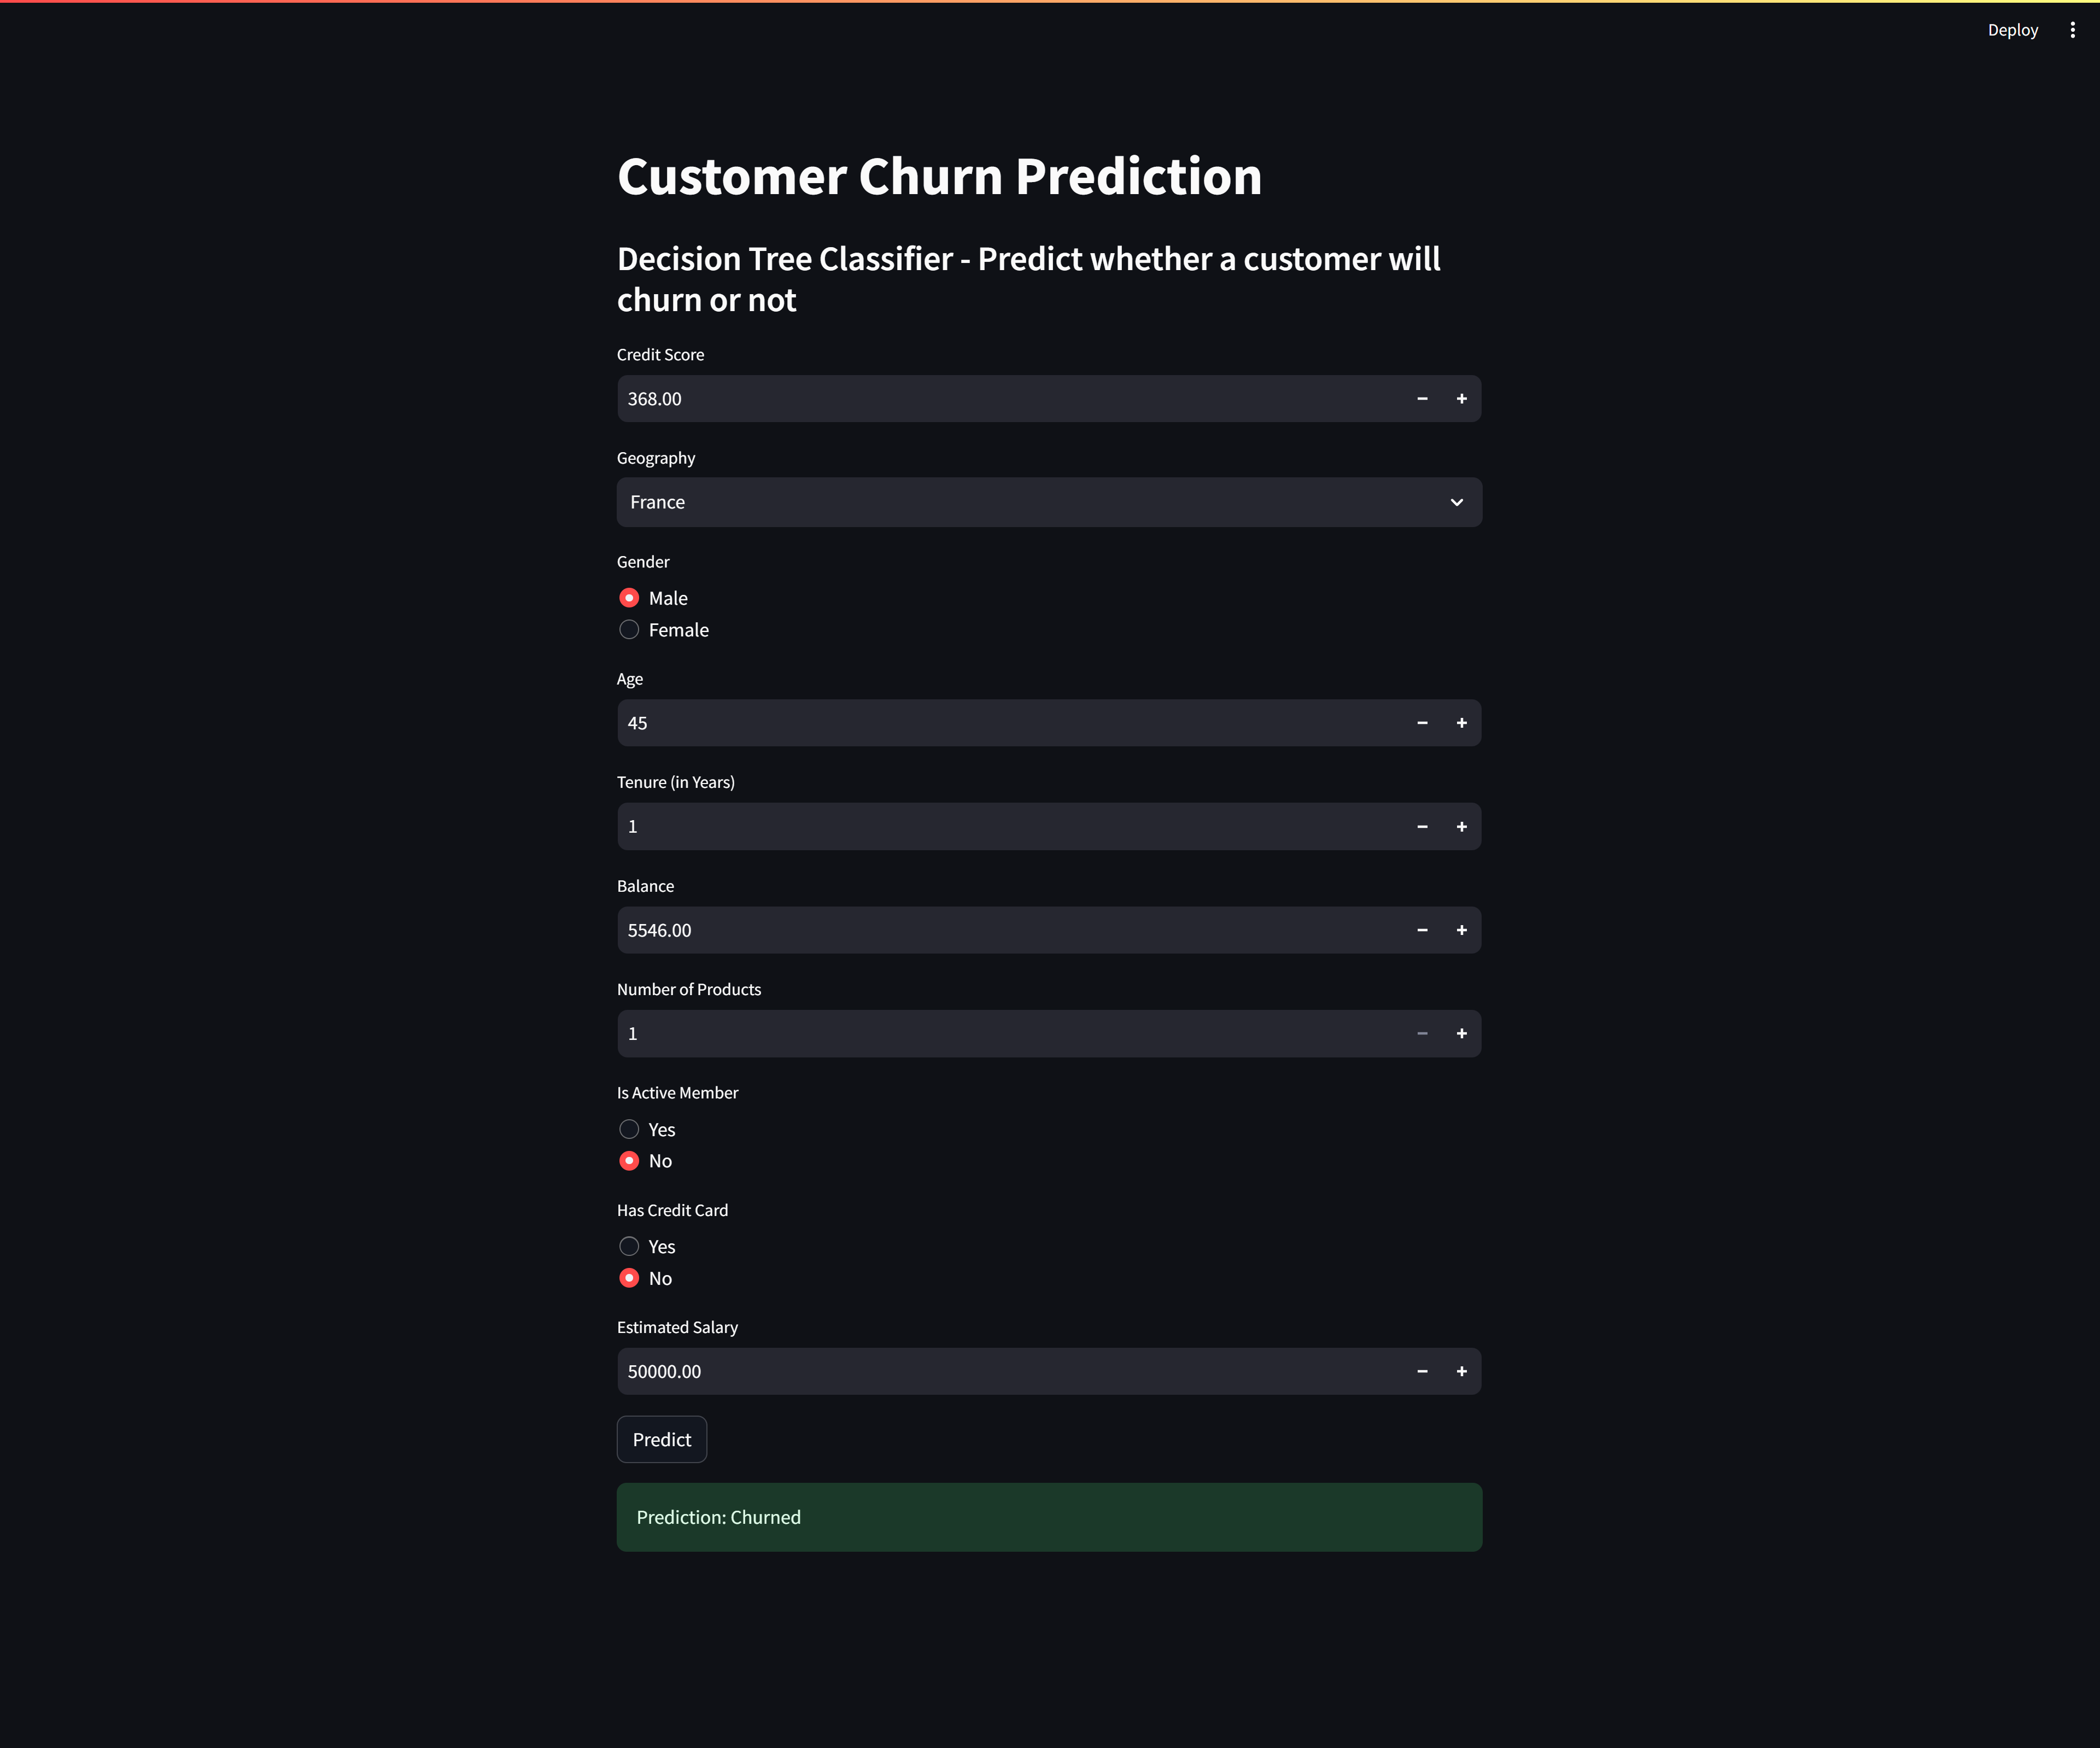 Deploy
Customer Churn Prediction
Decision Tree Classifier - Predict whether a customer will
churn or not
Credit Score
368.00
Geography
France
Gender
Male
Female
Age
45
Tenure (in Years)
1
Balance
5546.00
Number of Products
1
Is Active Member
Yes
No
Has Credit Card
Yes
No
Estimated Salary
50000.00
Predict
Prediction: Churned